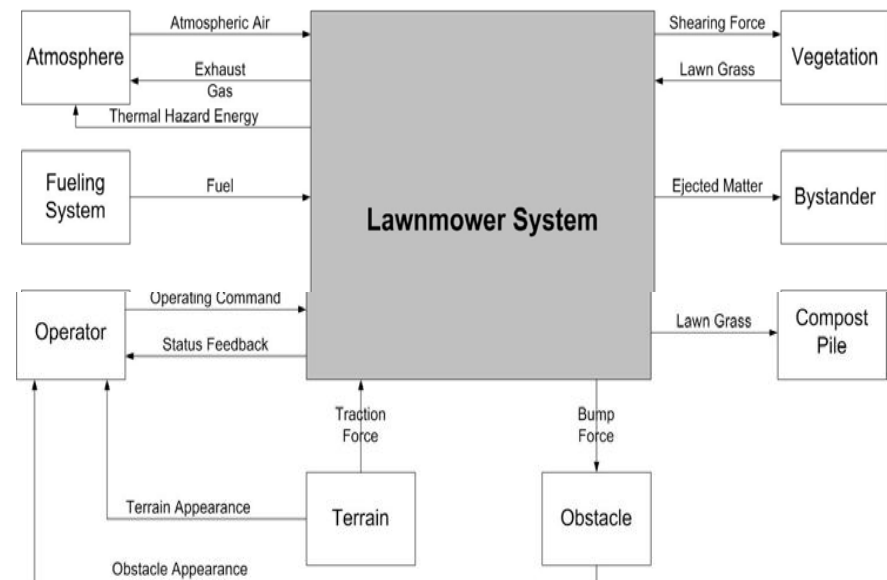 Atmospheric Air
Shearing Force
Atmosphere
Vegetation
Exhaust
Gas
Lawn Grass
Thermal Hazard Energy
Fueling
System
Fuel
Ejected Matter
Bystander
Lawnmower System
Operating Command
Operator
Status Feedback
Lawn Grass
Compost
Pile
Traction
Force
Bump
Force
Terrain Appearance
Terrain
Obstacle
Obstacle Appearance